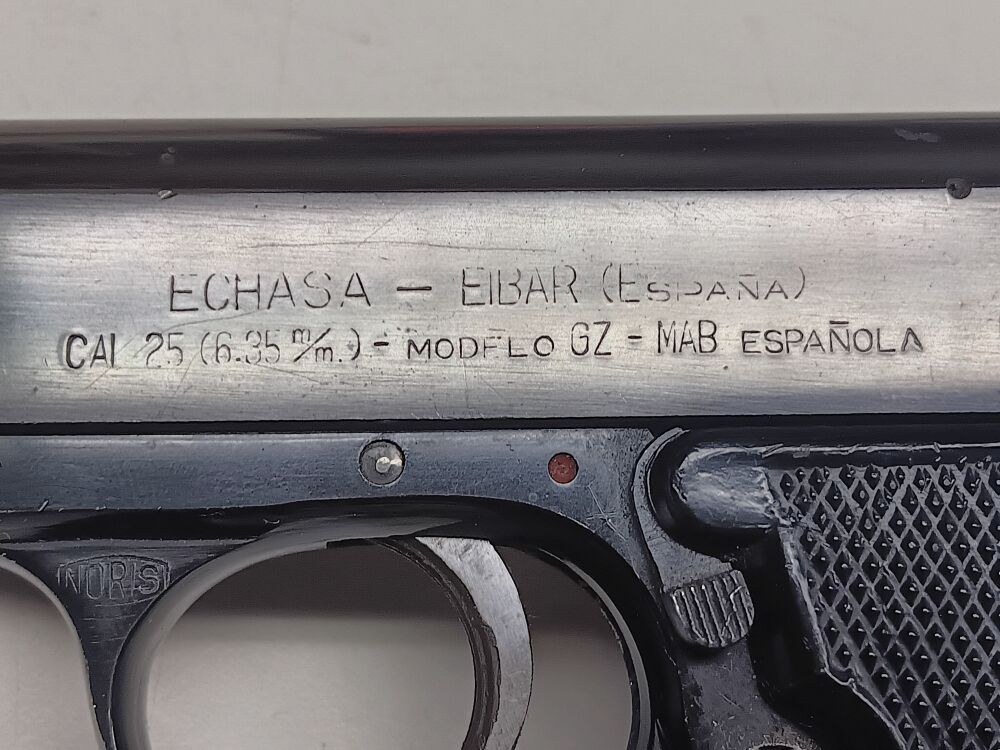 ECHASA - EIBAR (ESPAÑA)
CAL 25 (6.35 m/m.) - MODELO GZ - MAB ESPAÑOLA
NORIS